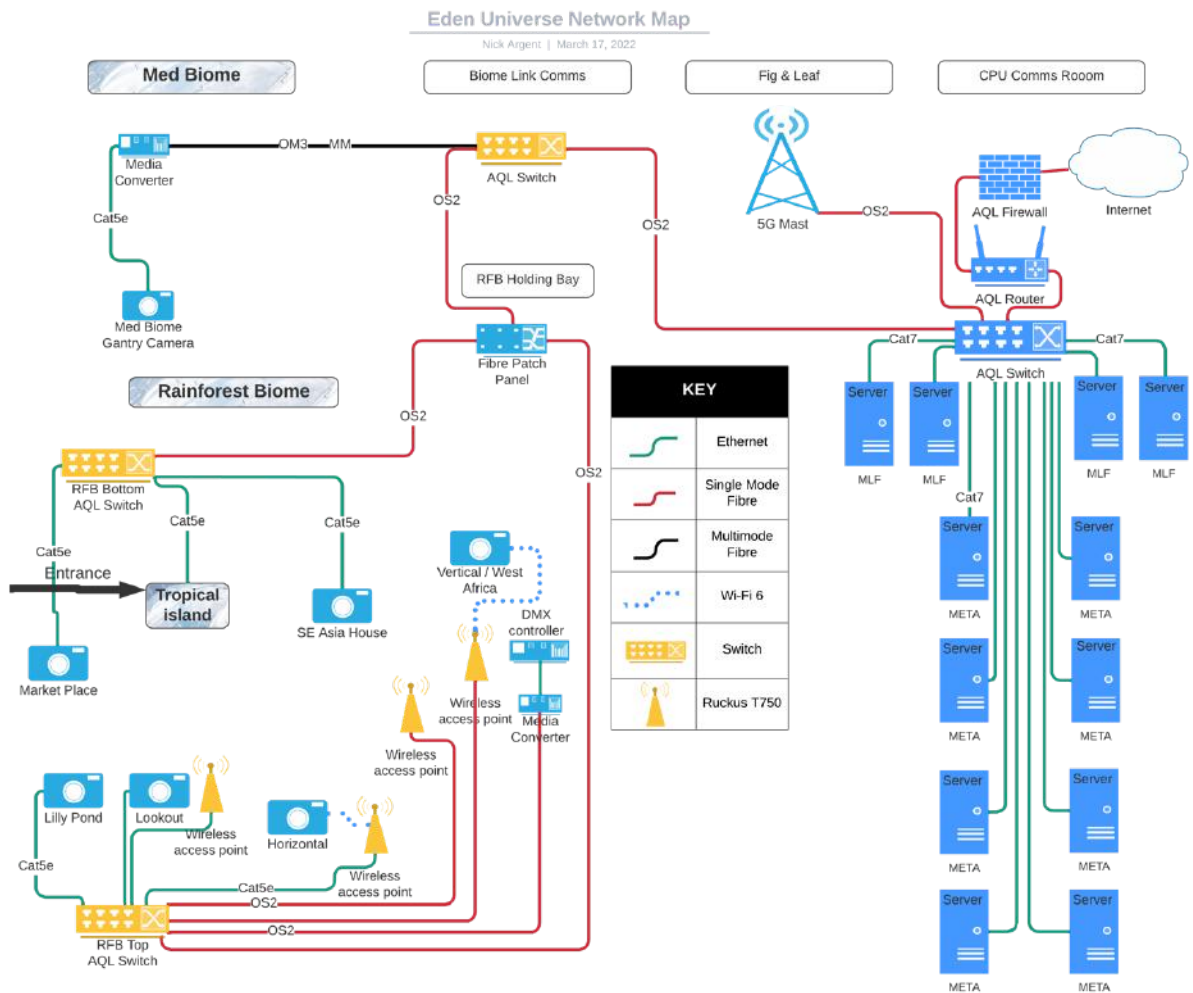 Eden Universe Network Map
Nick Argent | March 17, 2022
Med Biome
Biome Link Comms
Fig & Leaf
CPU Comms Rooom
Media
Converter
OM3
MM
AQL Switch
5G Mast
AQL Firewall
Internet
Cat5e
OS2
OS2
OS2
Med Biome
Gantry Camera
RFB Holding Bay
AQL Router
Fibre Patch
Panel
Cat7
AQL Switch
Cat7
Rainforest Biome
OS2
Server
MLF
Server
MLF
Server
MLF
Server
MLF
RFB Bottom
AQL Switch
Cat5e
Cat5e
Cat5e
OS2
Cat7
Entrance
Tropical
island
SE Asia House
Market Place
Vertical / West
Africa
DMX
controller
Wireless
access point
Media
Converter
Wireless
access point
KEY
Ethernet
Single Mode
Fibre
Multimode
Fibre
Wi-Fi 6
Switch
Ruckus T750
Server
META
Server
META
Server
META
Server
META
Server
META
Server
META
Server
META
Server
META
Lilly Pond
Lookout
Wireless
access point
Horizontal
Wireless
access point
Cat5e
Cat5e
OS2
OS2
RFB Top
AQL Switch